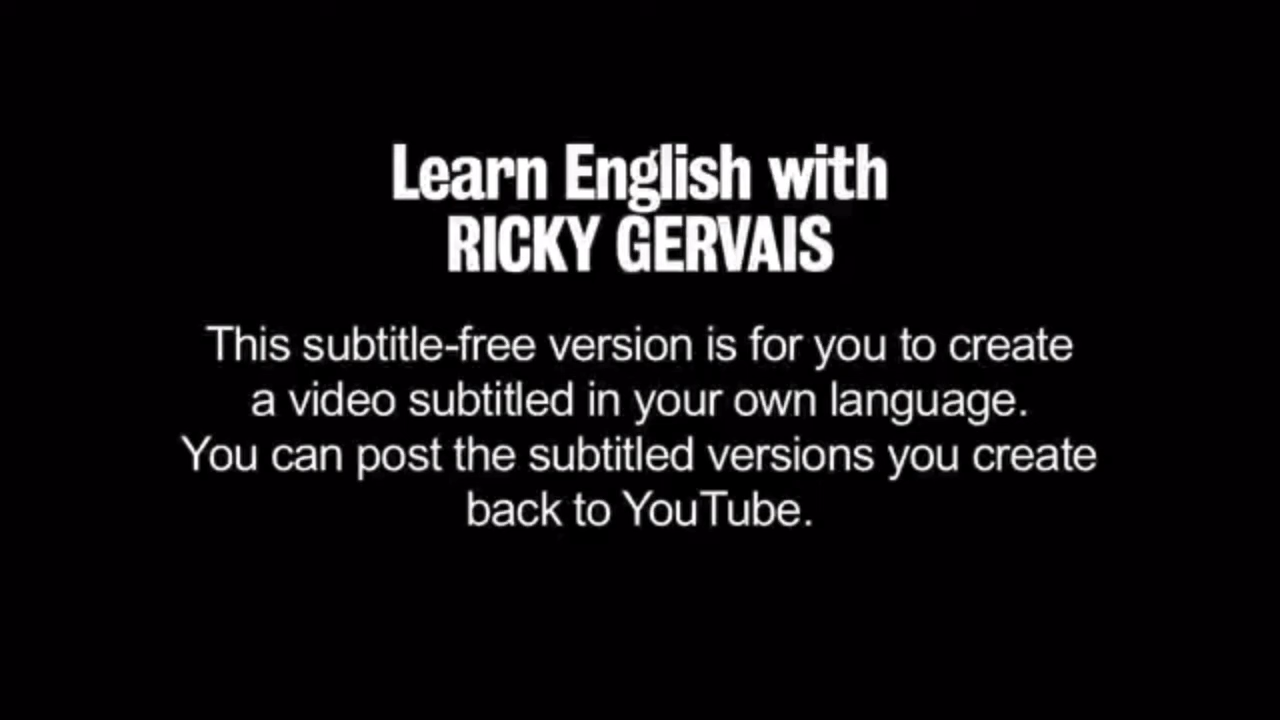 Learn English with
RICKY GERVAIS
This subtitle-free version is for you to create
a video subtitled in your own language.
You can post the subtitled versions you create
back to YouTube.